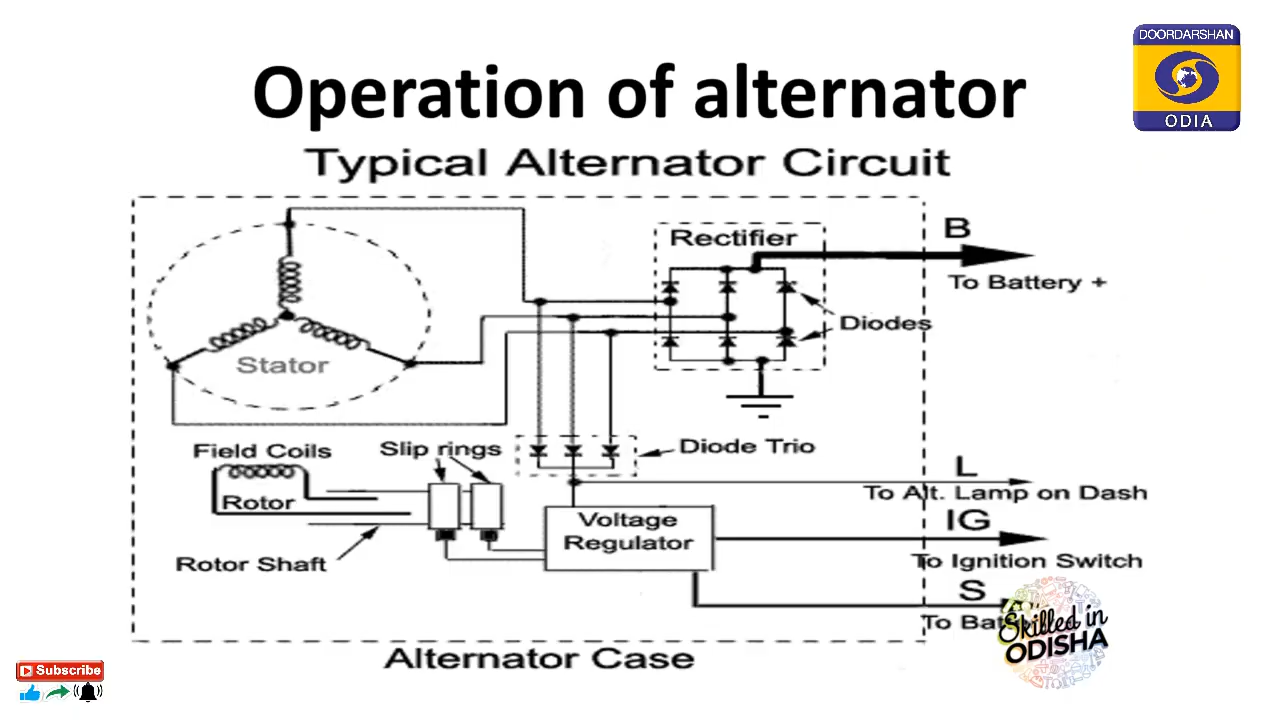 DOORDARSHAN
ODIA
Operation of alternator
Typical Alternator Circuit
Rectifier
B
To Battery +
Diodes
Stator
Field Coils
Slip rings
Diode Trio
L
To Alt. Lamp on Dash
Rotor
Voltage
Regulator
IG
To Ignition Switch
Rotor Shaft
S
To
Skilled in
ODISHA
Alternator Case
Subscribe